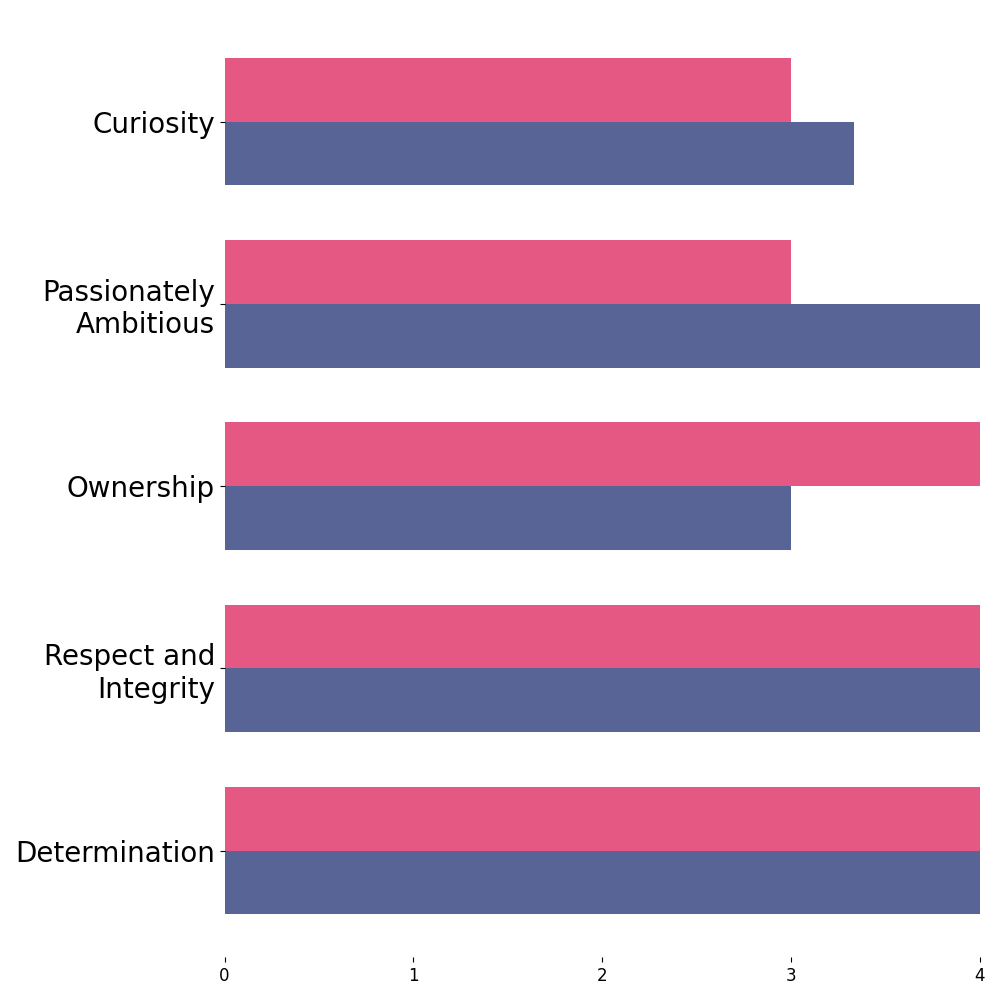 Curiosity
Passionately
Ambitious
Ownership
Respect and
Integrity
Determination
0 1 2 3 4